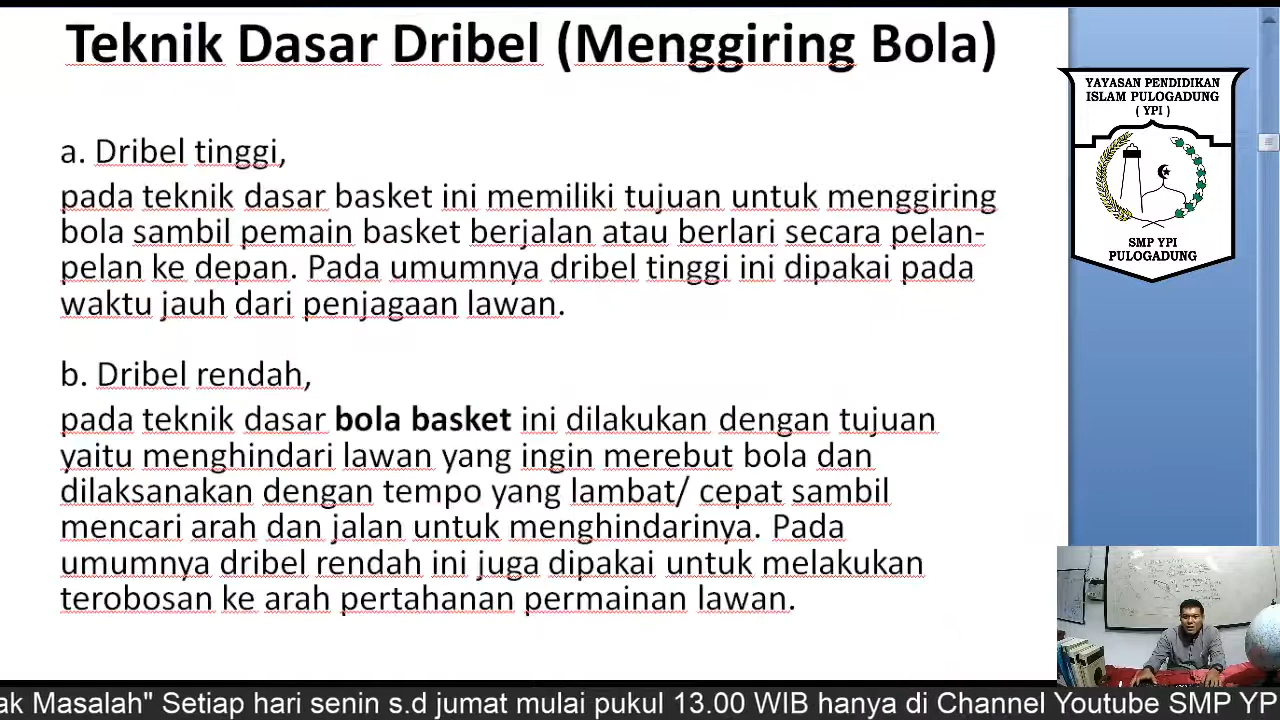 Teknik Dasar Dribel (Menggiring Bola)
a. Dribel tinggi,
pada teknik dasar basket ini memiliki tujuan untuk menggiring
bola sambil pemain basket berjalan atau berlari secara pelan-
pelan ke depan. Pada umumnya dribel tinggi ini dipakai pada
waktu jauh dari penjagaan lawan.
b. Dribel rendah,
pada teknik dasar bola basket ini dilakukan dengan tujuan
yaitu menghindari lawan yang ingin merebut bola dan
dilaksanakan dengan tempo yang lambat/ cepat sambil
mencari arah dan jalan untuk menghindarinya. Pada
umumnya dribel rendah ini juga dipakai untuk melakukan
terobosan ke arah pertahanan permainan lawan.
YAYASAN PENDIDIKAN
ISLAM PULOGADUNG
( YPI )
SMP YPI
PULOGADUNG
ak Masalah" Setiap hari senin s.d jumat mulai pukul 13.00 WIB hanya di Channel Youtube SMP YP